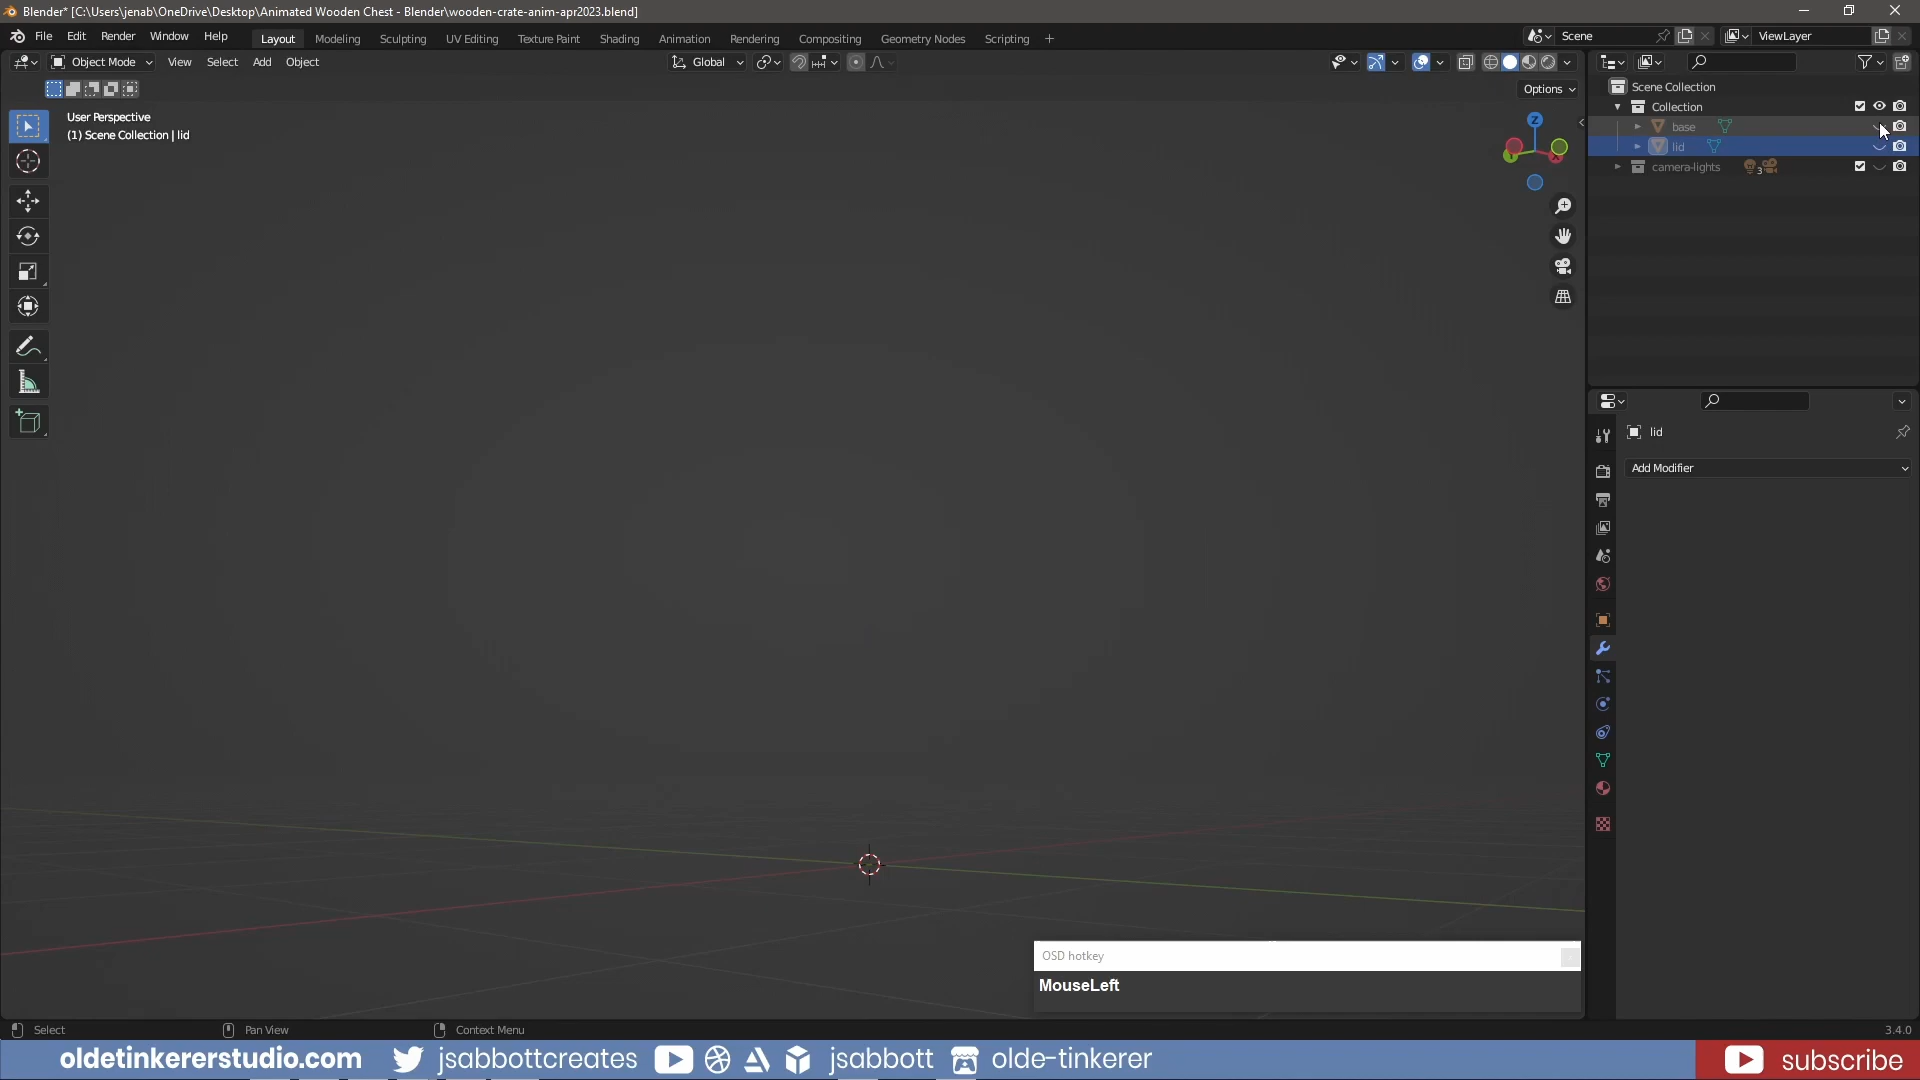 Blender* [C:\Users\jenab\OneDrive\Desktop\Animated Wooden Chest - Blender\wooden-crate-anim-apr2023.blend]
File Edit Render Window Help Layout Modeling Sculpting UV Editing Texture Paint Shading Animation Rendering Compositing Geometry Nodes Scripting + Scene ViewLayer
Object Mode View Select Add Object Global
Options
User Perspective
(1) Scene Collection | lid
Z
X
Y
Scene Collection
Collection
base
lid
camera-lights 3
lid
Add Modifier
OSD hotkey
MouseLeft
Select Pan View Context Menu 3.4.0
oldetinkererstudio.com jsabbottcreates jsabbott olde-tinkerer subscribe